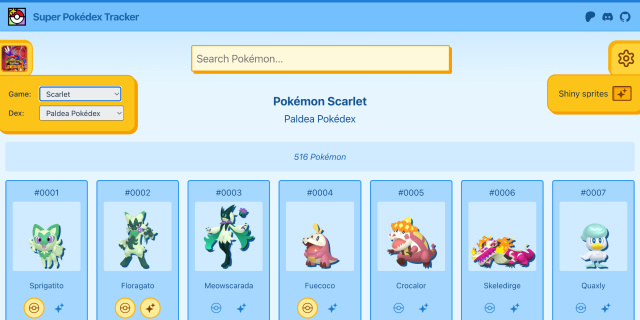 Super Pokédex Tracker
Search Pokémon...
Game: Scarlet
Dex: Paldea Pokédex
Shiny sprites
Pokémon Scarlet
Paldea Pokédex
516 Pokémon
#0001 #0002 #0003 #0004 #0005 #0006 #0007
Sprigatito Floragato Meowscarada Fuecoco Crocalor Skeledirge Quaxly